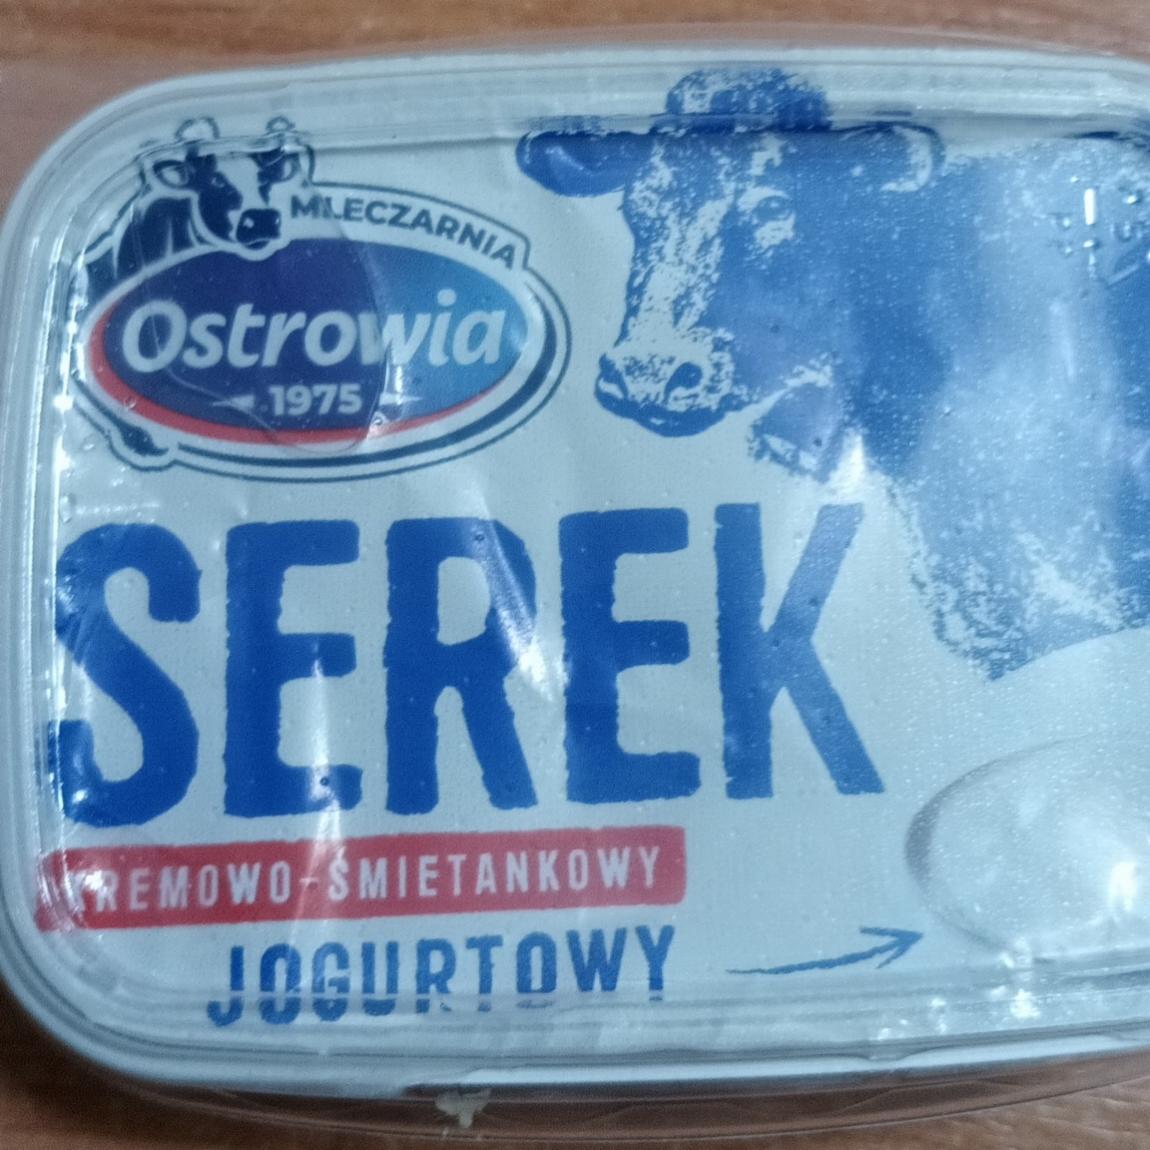 MLECZARNIA
Ostrowia
1975
SEREK
KREMOWO-ŚMIETANKOWY
JOGURTOWY